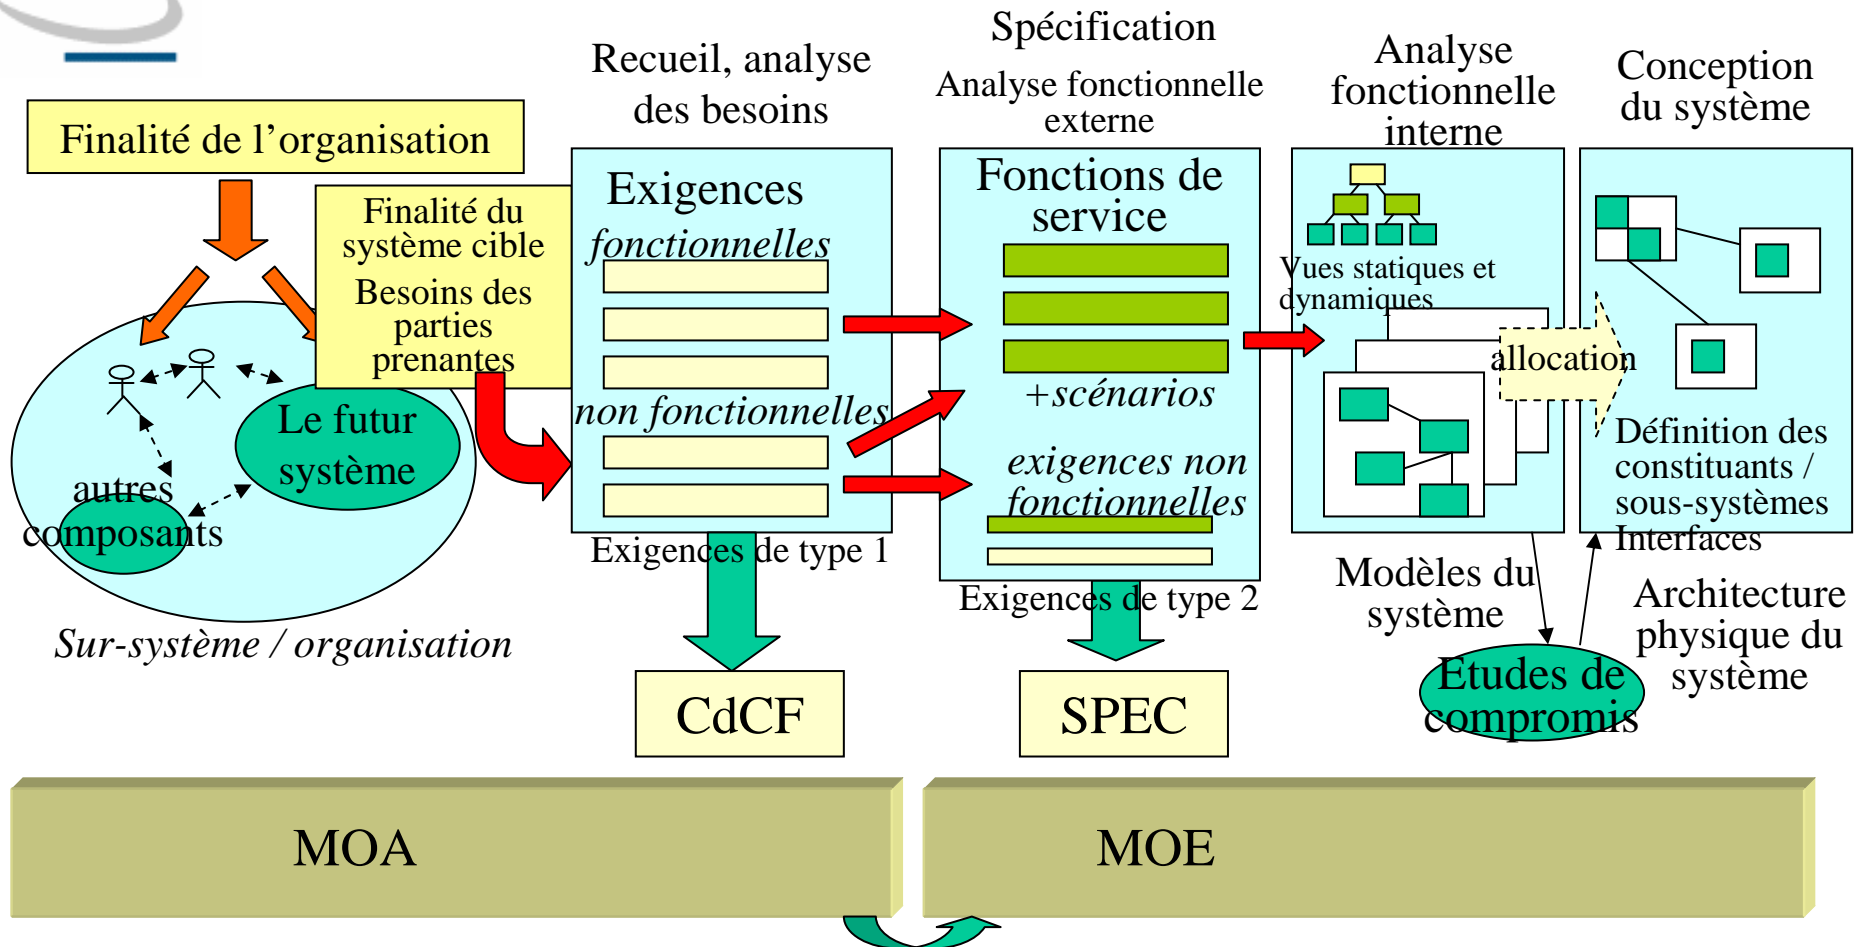 Finalité de l’organisation
Finalité du
système cible
Besoins des
parties
prenantes
Le futur
système
autres
composants
Sur-système / organisation
Recueil, analyse
des besoins
Exigences
fonctionnelles
non fonctionnelles
Exigences de type 1
CdCF
Spécification
Analyse fonctionnelle
externe
Fonctions de
service
+scénarios
exigences non
fonctionnelles
Exigences de type 2
SPEC
Analyse
fonctionnelle
interne
Vues statiques et
dynamiques
allocation
Modèles du
système
Etudes de
compromis
Conception
du système
Définition des
constituants /
sous-systèmes
Interfaces
Architecture
physique du
système
MOA
MOE